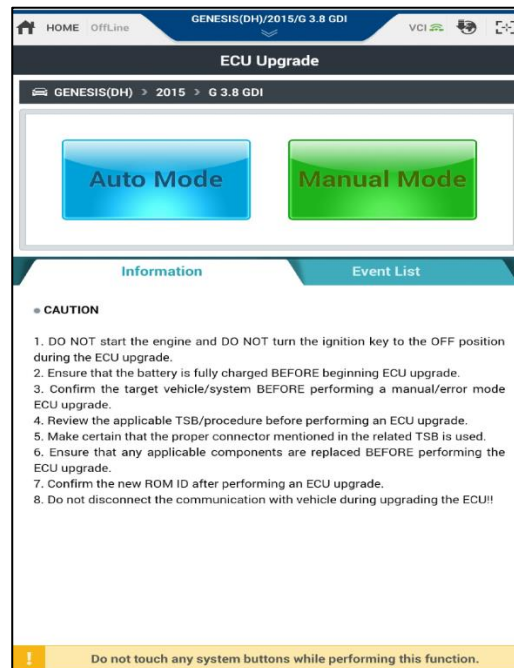 HOME OffLine GENESIS(DH)/2015/G 3.8 GDI VCI
ECU Upgrade
GENESIS(DH) > 2015 > G 3.8 GDI
Auto Mode Manual Mode
Information Event List
CAUTION
1. DO NOT start the engine and DO NOT turn the ignition key to the OFF position
during the ECU upgrade.
2. Ensure that the battery is fully charged BEFORE beginning ECU upgrade.
3. Confirm the target vehicle/system BEFORE performing a manual/error mode
ECU upgrade.
4. Review the applicable TSB/procedure before performing an ECU upgrade.
5. Make certain that the proper connector mentioned in the related TSB is used.
6. Ensure that any applicable components are replaced BEFORE performing the
ECU upgrade.
7. Confirm the new ROM ID after performing an ECU upgrade.
8. Do not disconnect the communication with vehicle during upgrading the ECU!!
! Do not touch any system buttons while performing this function.